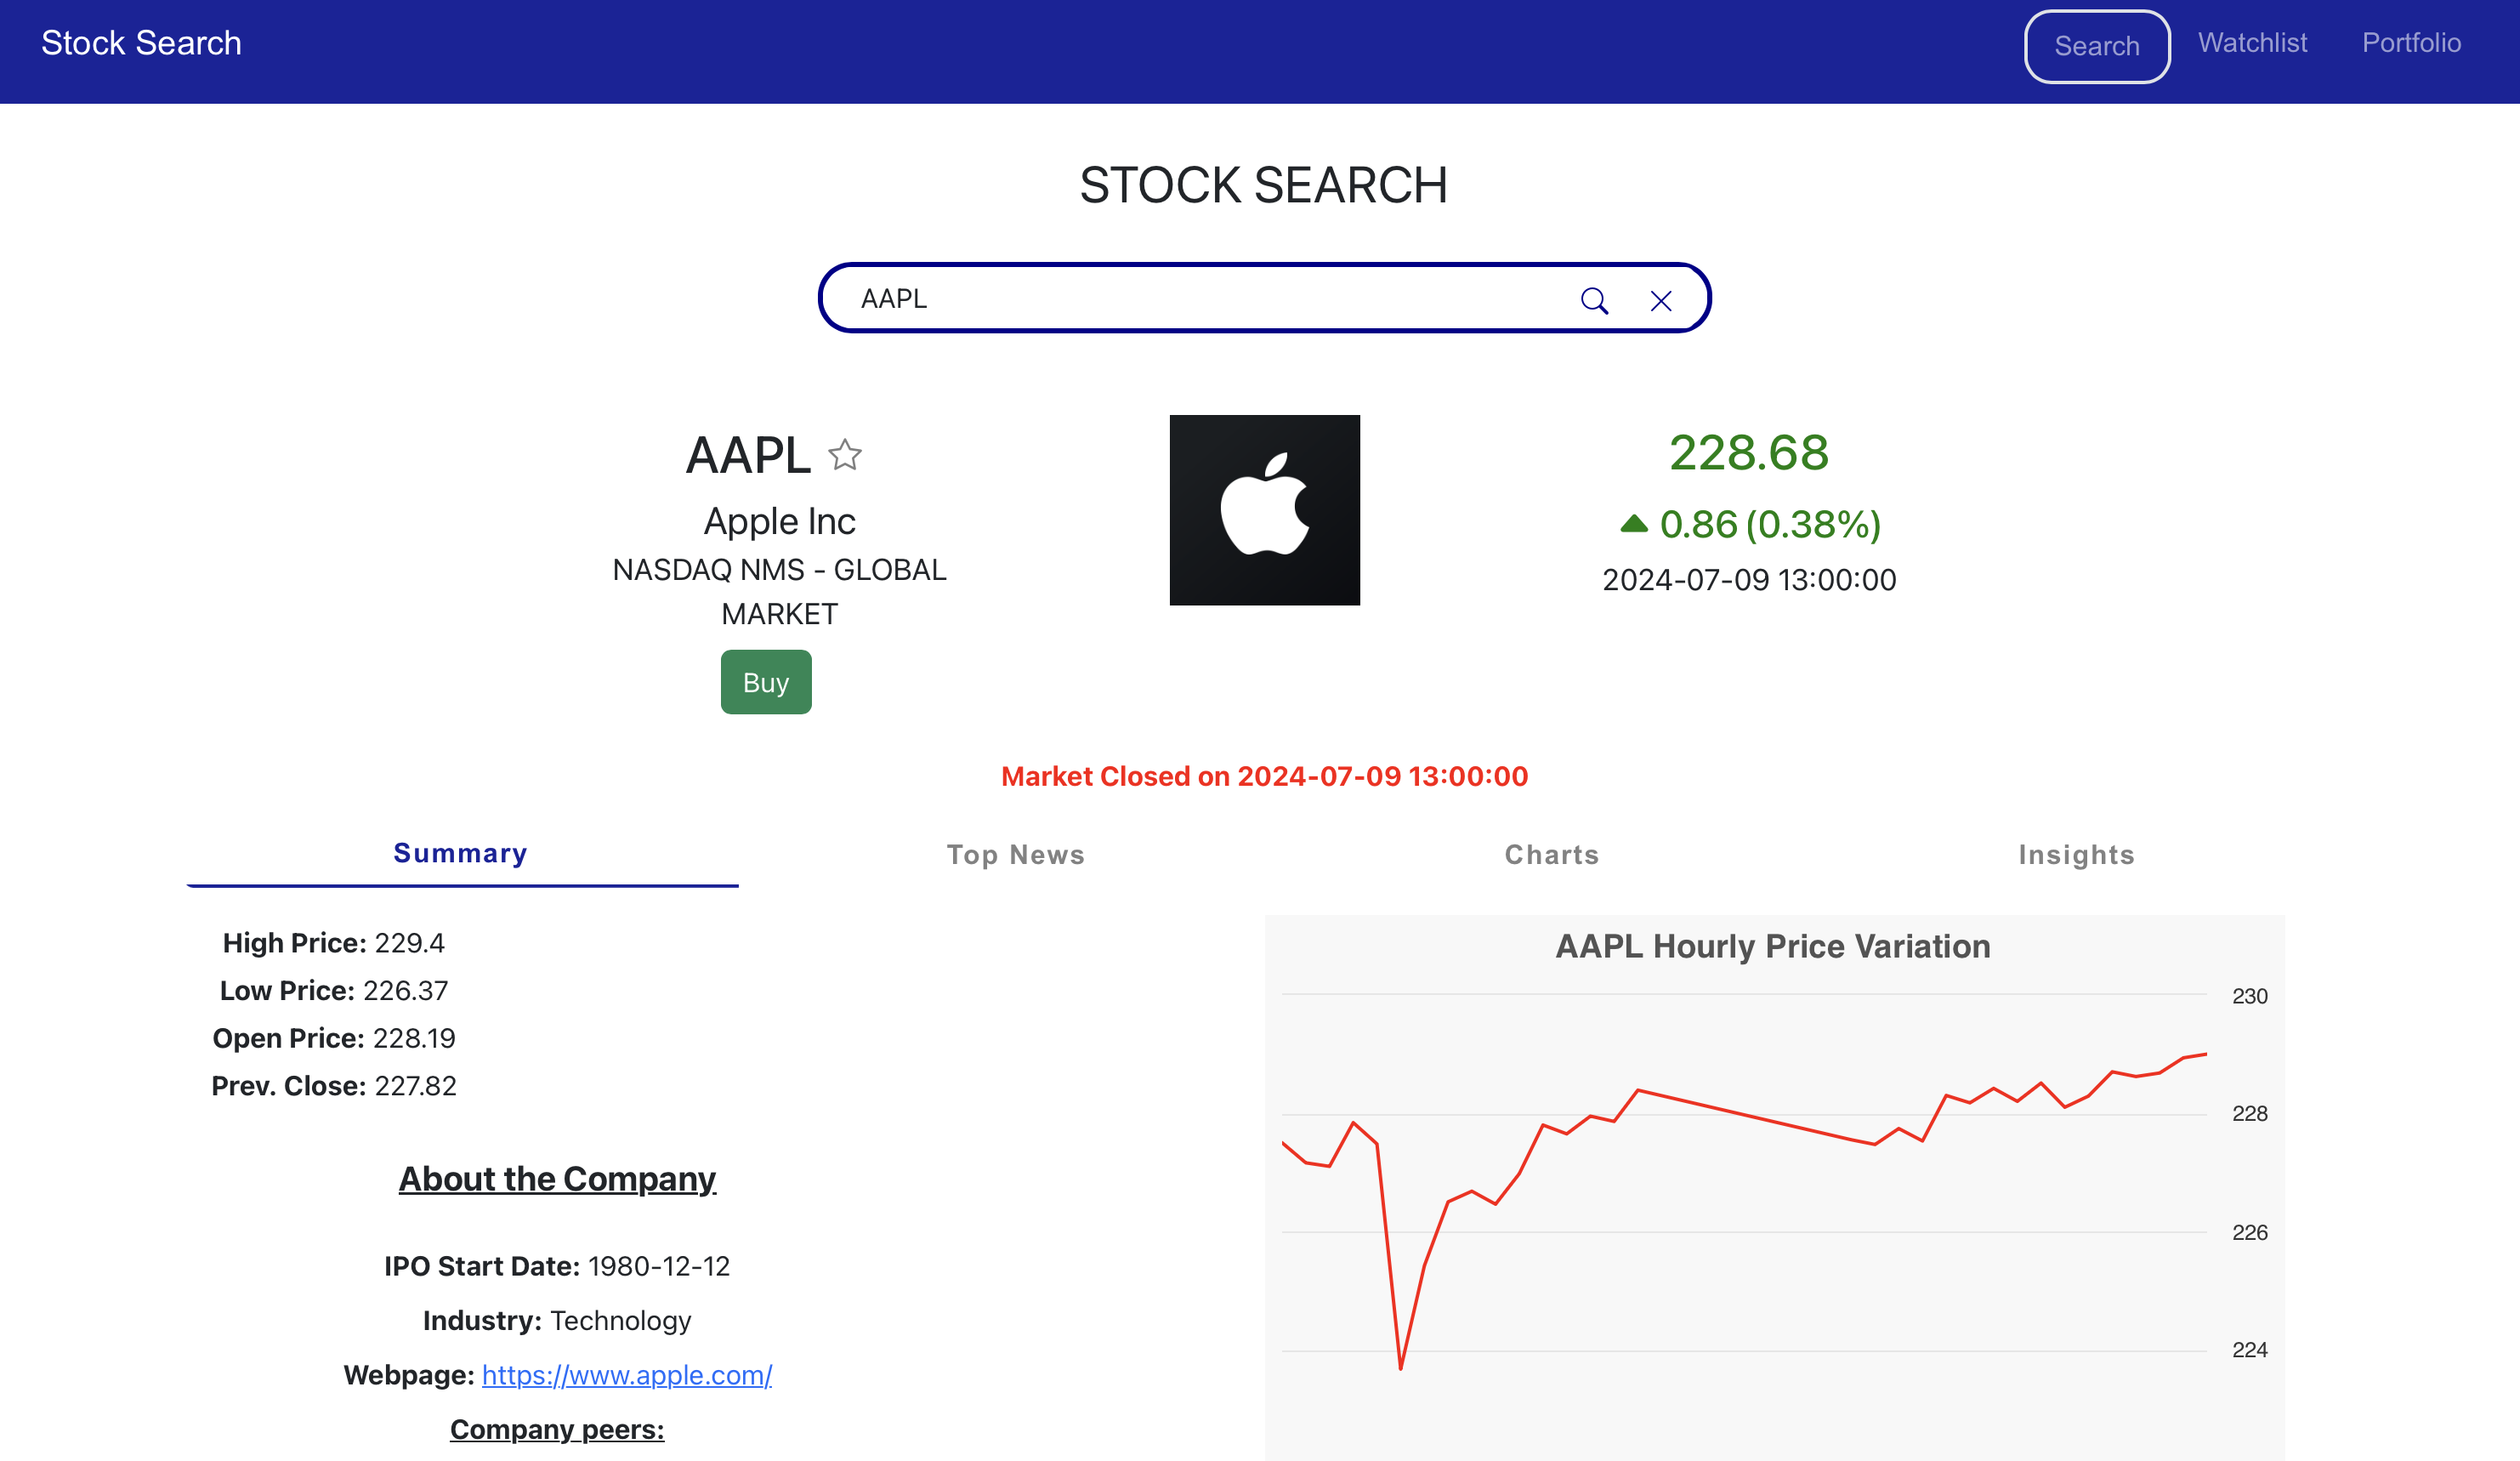 Stock Search
Search
Watchlist
Portfolio
STOCK SEARCH
AAPL
AAPL
Apple Inc
NASDAQ NMS - GLOBAL
MARKET
Buy
228.68
0.86 (0.38%)
2024-07-09 13:00:00
Market Closed on 2024-07-09 13:00:00
Summary
Top News
Charts
Insights
High Price: 229.4
Low Price: 226.37
Open Price: 228.19
Prev. Close: 227.82
About the Company
IPO Start Date: 1980-12-12
Industry: Technology
Webpage: https://www.apple.com/
Company peers:
AAPL Hourly Price Variation
230
228
226
224